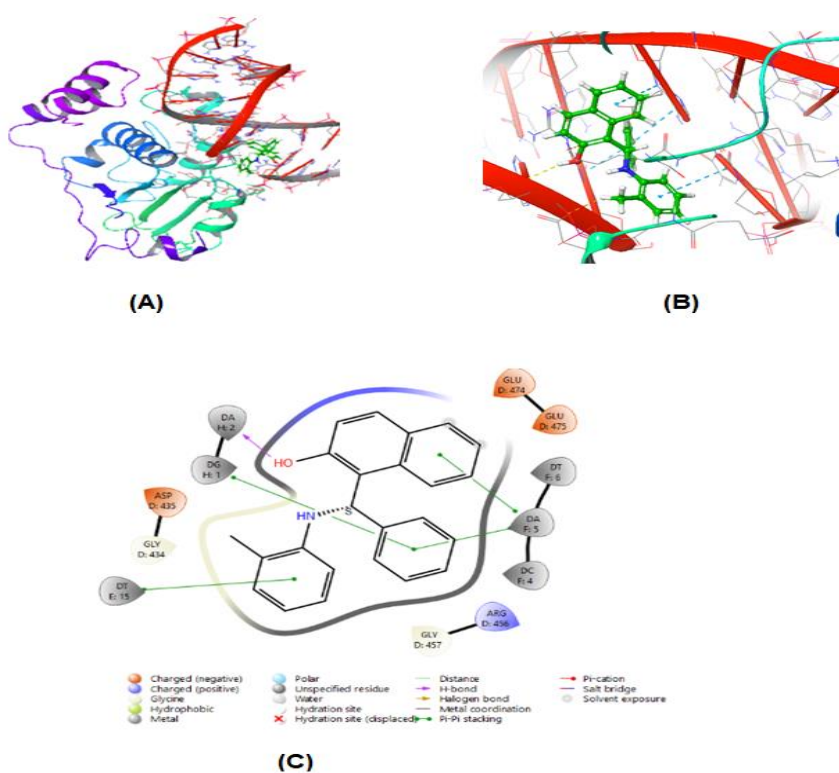 (A)
(B)
GLU
D: 474
GLU
D: 475
DA
H: 2
DG
H: 1
HO
DT
F: 6
ASP
D: 435
HN
S
DA
F: 5
GLY
D: 434
DC
F: 4
DT
E: 15
ARG
D: 456
GLY
D: 457
Charged (negative)
Charged (positive)
Glycine
Hydrophobic
Metal
Polar
Unspecified residue
Water
Hydration site
Hydration site (displaced)
Distance
H-bond
Halogen bond
Metal coordination
Pi-Pi stacking
Pi-cation
Salt bridge
Solvent exposure
(C)